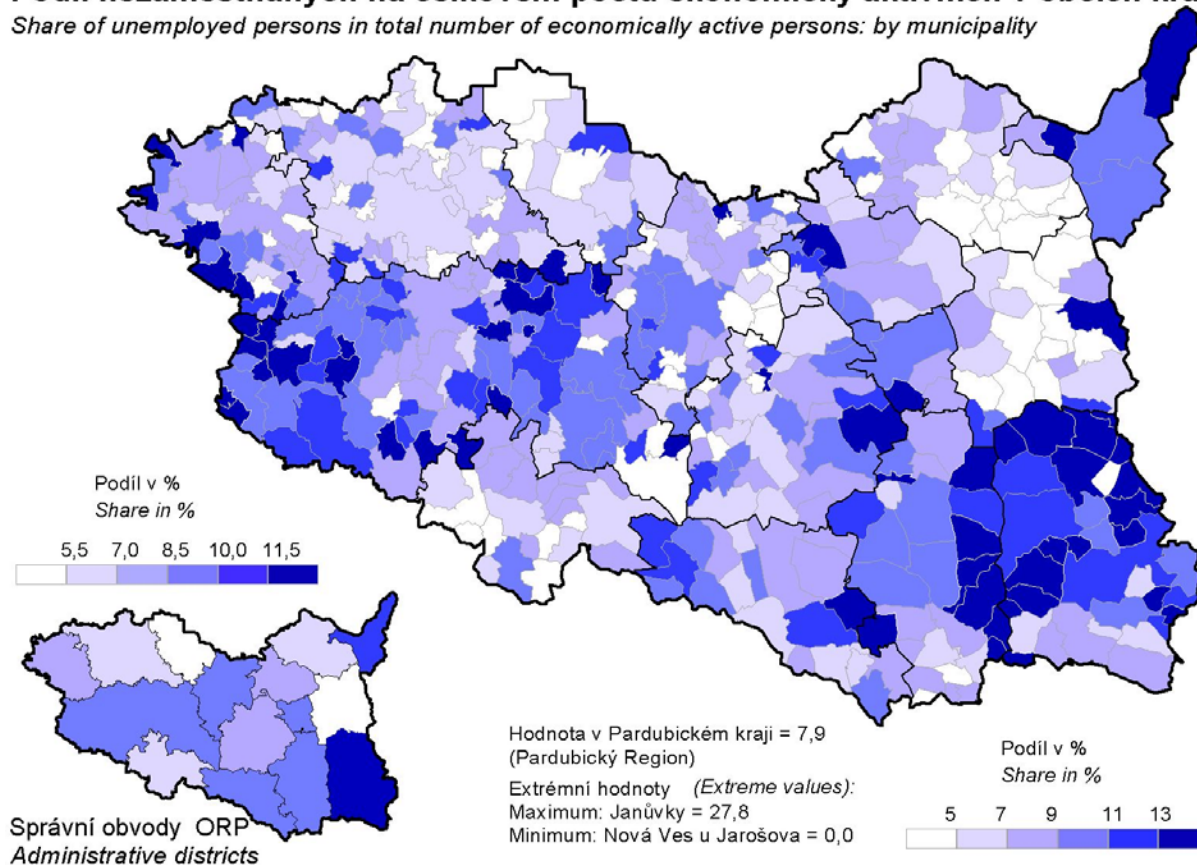 Share of unemployed persons in total number of economically active persons: by municipality
Podíl v %
Share in %
5,5 7,0 8,5 10,0 11,5
Správní obvody ORP
Administrative districts
Hodnota v Pardubickém kraji = 7,9
(Pardubický Region)
Extrémní hodnoty (Extreme values):
Maximum: Janůvky = 27,8
Minimum: Nová Ves u Jarošova = 0,0
Podíl v %
Share in %
5 7 9 11 13